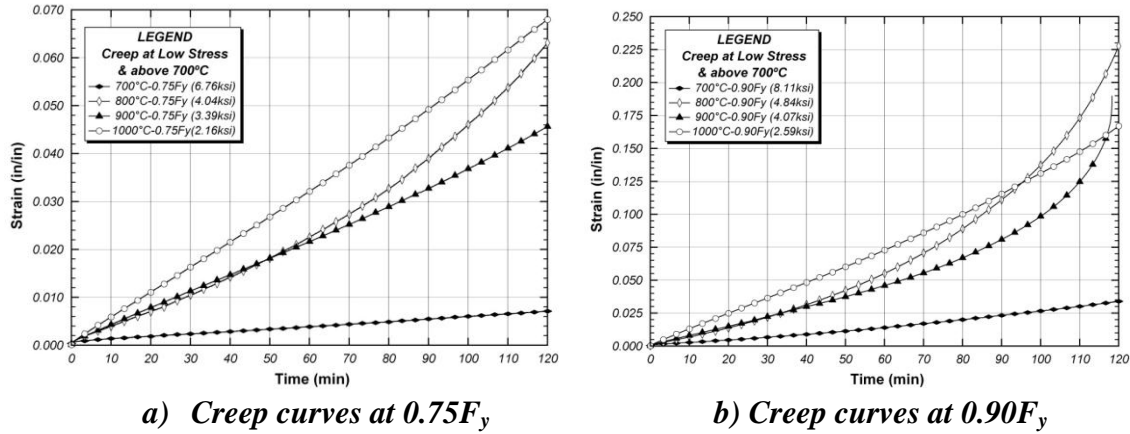 0.070
0.060
0.050
0.040
0.030
0.020
0.010
0.000
Strain (in/in)
LEGEND
Creep at Low Stress
& above 700ºC
700°C-0.75Fy (6.76ksi)
800°C-0.75Fy (4.04ksi)
900°C-0.75Fy (3.39ksi)
1000°C-0.75Fy(2.16ksi)
0 10 20 30 40 50 60 70 80 90 100 110 120
Time (min)
a) Creep curves at 0.75Fy
0.250
0.225
0.200
0.175
0.150
0.125
0.100
0.075
0.050
0.025
0.000
Strain (in/in)
LEGEND
Creep at Low Stress
& above 700ºC
700°C-0.90Fy (8.11ksi)
800°C-0.90Fy (4.84ksi)
900°C-0.90Fy (4.07ksi)
1000°C-0.90Fy(2.59ksi)
0 10 20 30 40 50 60 70 80 90 100 110 120
Time (min)
b) Creep curves at 0.90Fy